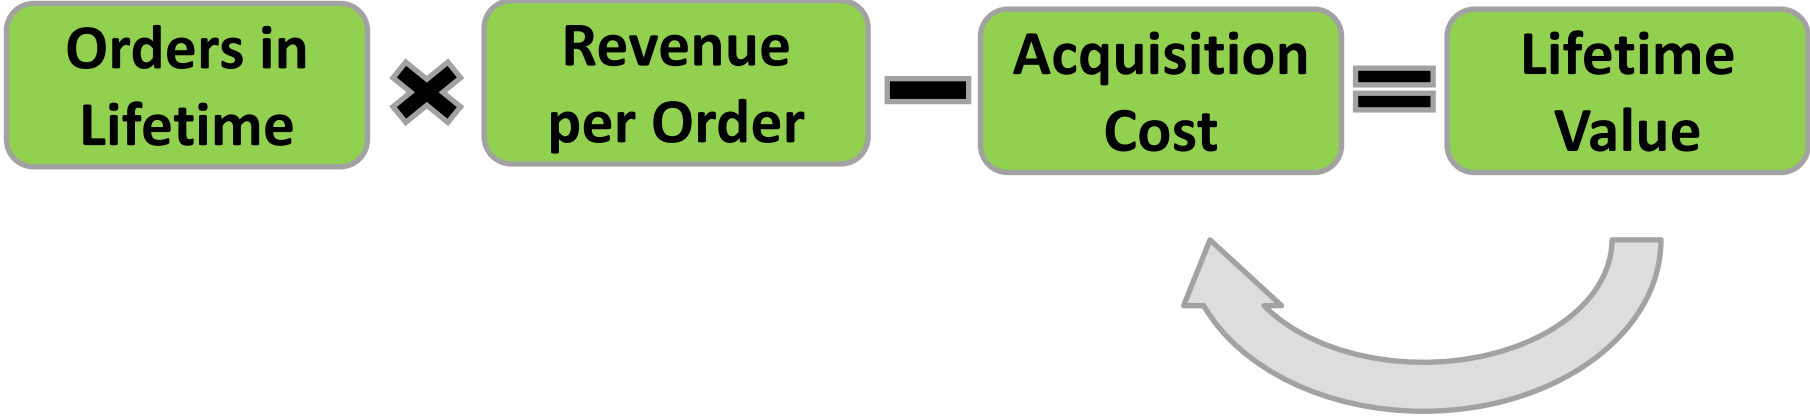 Orders in
Lifetime
×
Revenue
per Order
−
Acquisition
Cost
=
Lifetime
Value